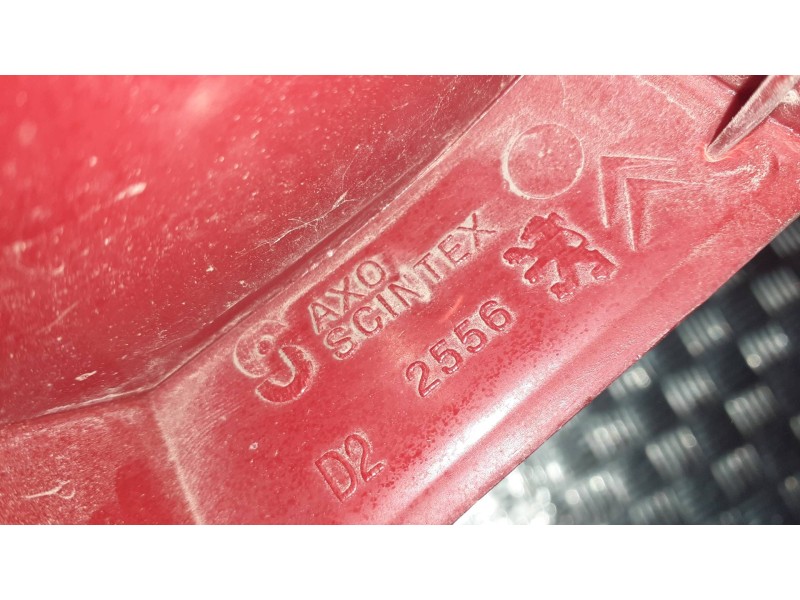 AXO
SCINTEX
2556
D2